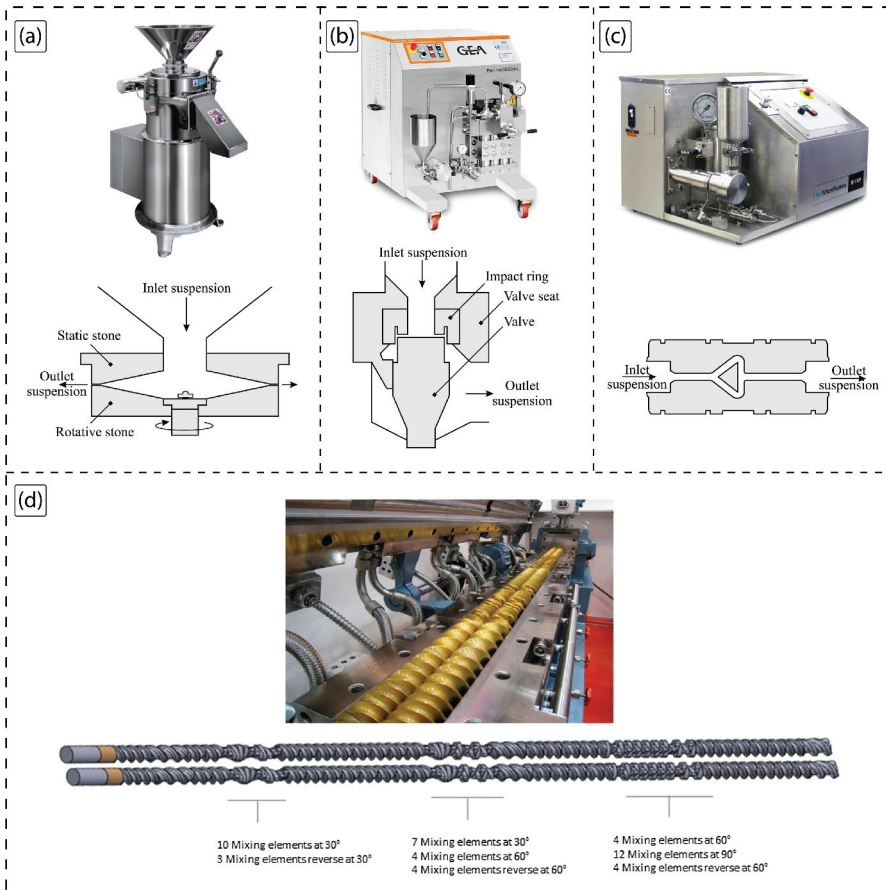 (a)
Inlet suspension
Static stone
Outlet
suspension
Rotative stone
(b)
GEA
Inlet suspension
Impact ring
Valve seat
Valve
Outlet
suspension
(c)
Inlet
suspension
Outlet
suspension
(d)
10 Mixing elements at 30°
3 Mixing elements reverse at 30°
7 Mixing elements at 30°
4 Mixing elements at 60°
4 Mixing elements reverse at 60°
4 Mixing elements at 60°
12 Mixing elements at 90°
4 Mixing elements reverse at 60°